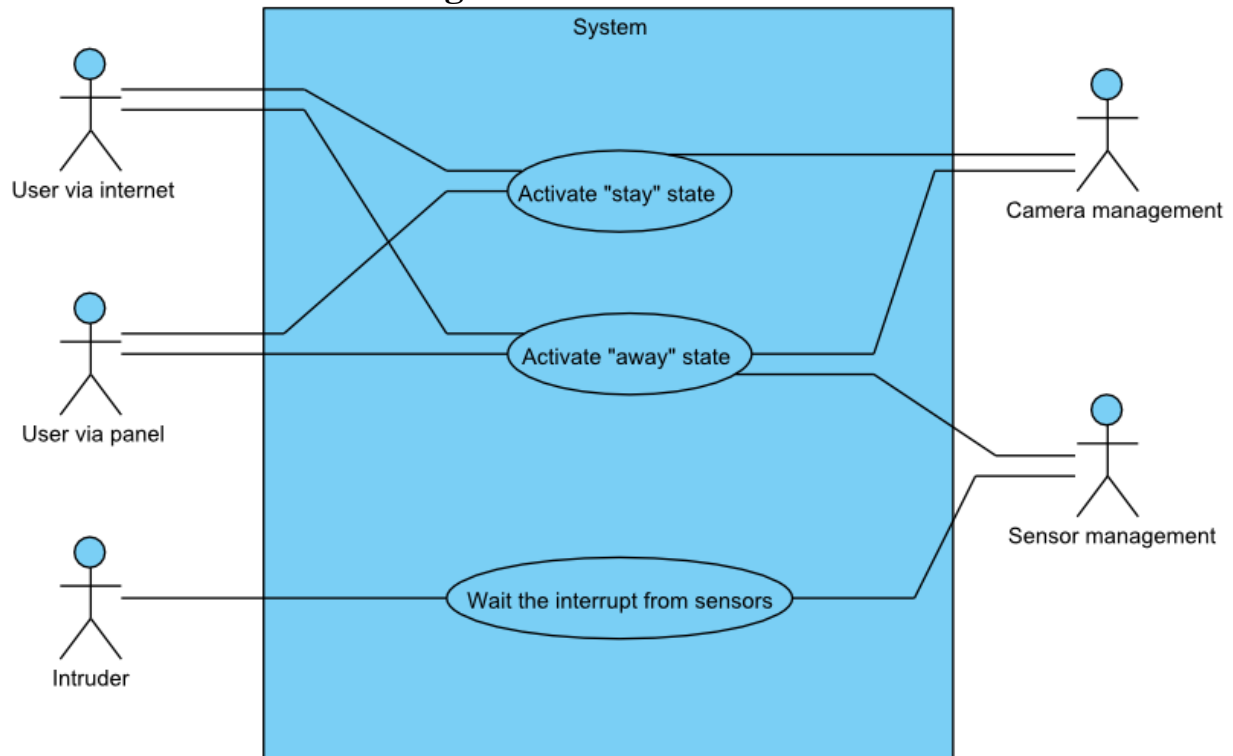 System
User via internet
Activate "stay" state
Camera management
User via panel
Activate "away" state
Sensor management
Wait the interrupt from sensors
Intruder